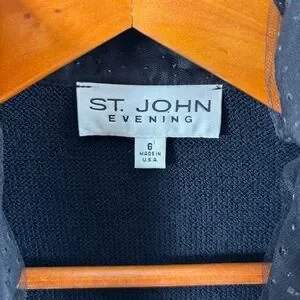 ST. JOHN
EVENING
6
MADE IN
U.S.A.